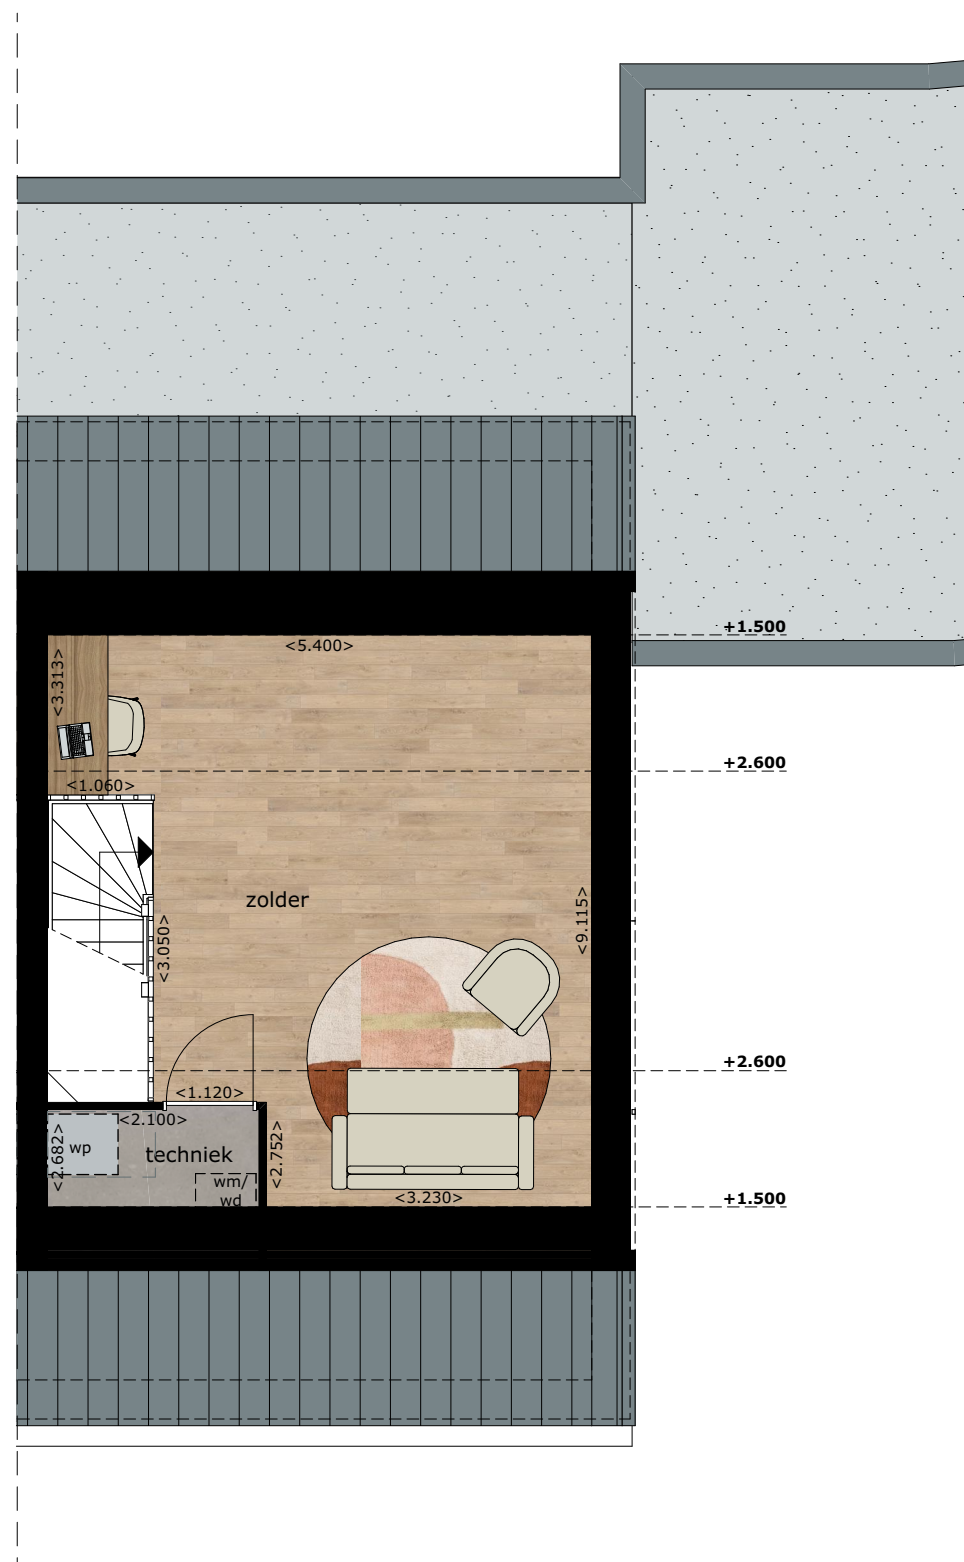 +1.500
<5.400>
<3.313>
+2.600
<1.060>
zolder
<9.115>
<3.050>
+2.600
<1.120>
<2.100>
<2.682>
wp
techniek
<2.752>
wm/
wd
<3.230>
+1.500